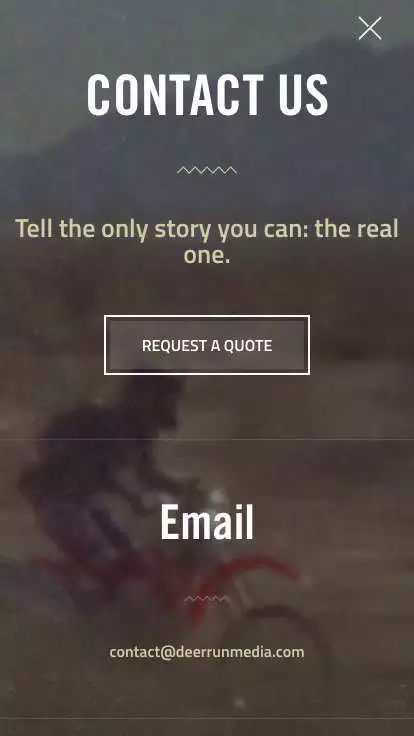 CONTACT US
Tell the only story you can: the real
one.
REQUEST A QUOTE
Email
contact@deerrunmedia.com